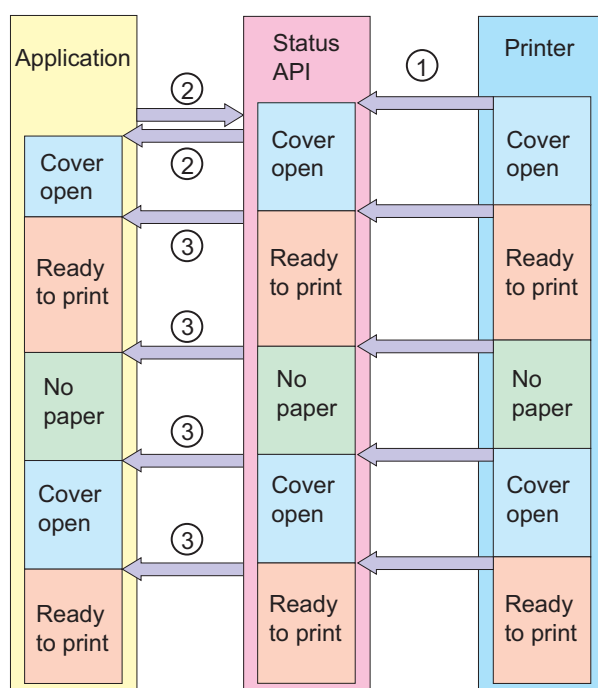 Application
Status
API
Printer
①
②
②
Cover
open
Cover
open
Cover
open
③
Ready
to print
Ready
to print
Ready
to print
③
No
paper
No
paper
No
paper
③
Cover
open
Cover
open
Cover
open
③
Ready
to print
Ready
to print
Ready
to print